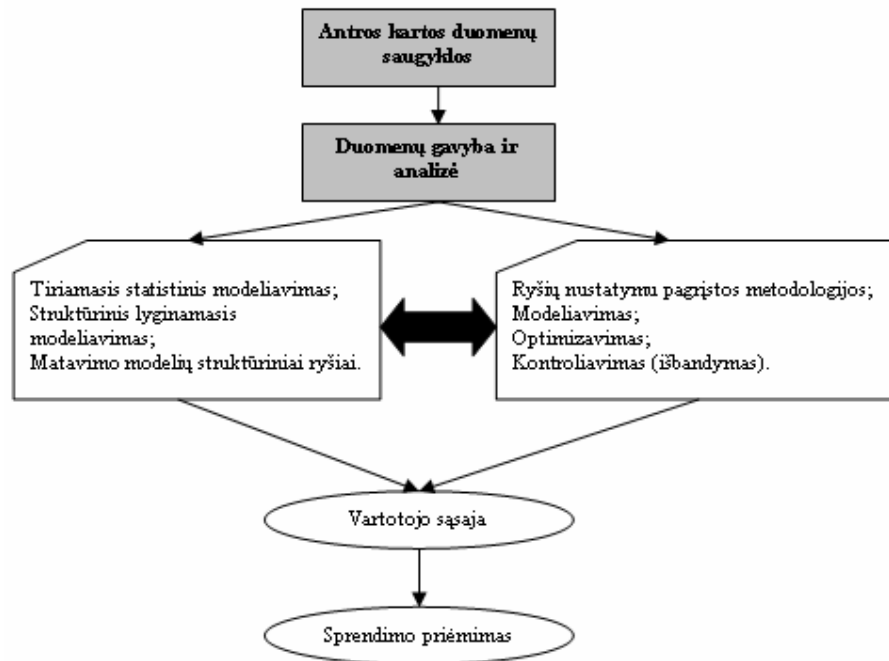 Antros kartos duomenų
saugyklos
Duomenų gavyba ir
analizė
Tiriamasis statistinis modeliavimas;
Struktūrinis lyginamasis
modeliavimas;
Matavimo modelių struktūriniai ryšiai.
Ryšių nustatymu pagrįstos metodologijos;
Modeliavimas;
Optimizavimas;
Kontroliavimas (išbandymas).
Vartotojo sąsaja
Sprendimo priėmimas